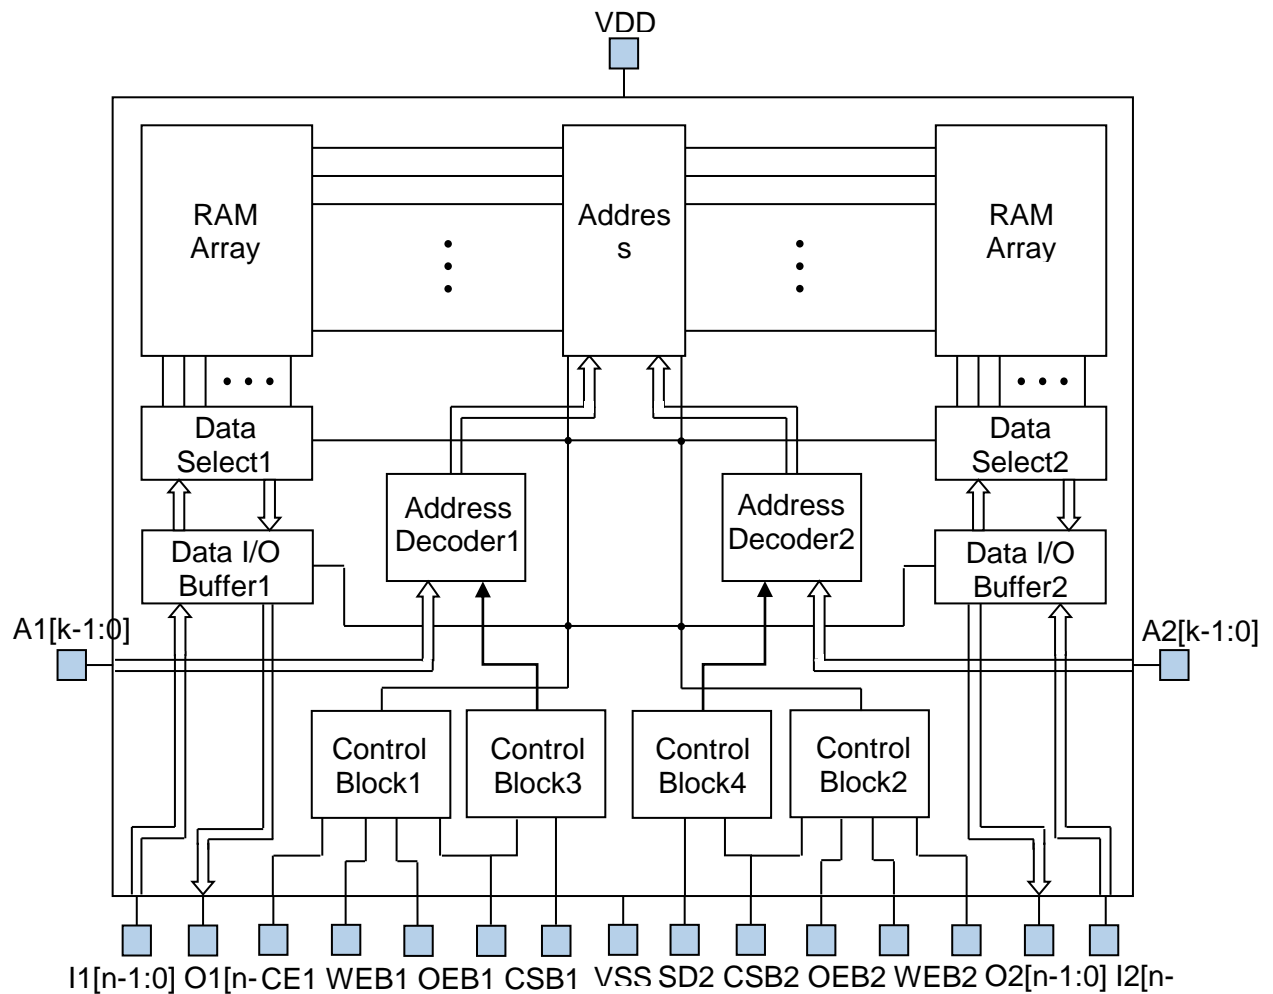 VDD
RAM
Array
Addres
s
RAM
Array
Data
Select1
Data
Select2
Address
Decoder1
Address
Decoder2
Data I/O
Buffer1
Data I/O
Buffer2
A1[k-1:0]
A2[k-1:0]
Control
Block1
Control
Block3
Control
Block4
Control
Block2
I1[n-1:0] O1[n- CE1 WEB1 OEB1 CSB1 VSS SD2 CSB2 OEB2 WEB2 O2[n-1:0] I2[n-